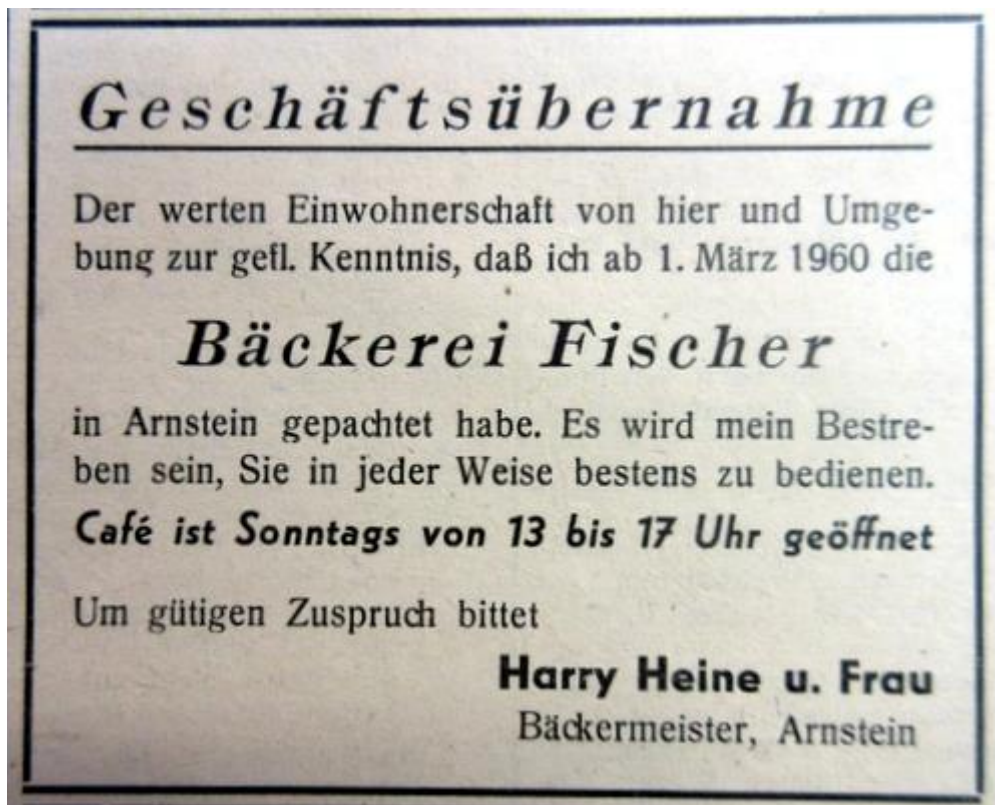 Geschäftsübernahme
Der werten Einwohnerschaft von hier und Umge-
bung zur gefl. Kenntnis, daß ich ab 1. März 1960 die
Bäckerei Fischer
in Arnstein gepachtet habe. Es wird mein Bestre-
ben sein, Sie in jeder Weise bestens zu bedienen.
Café ist Sonntags von 13 bis 17 Uhr geöffnet
Um gütigen Zuspruch bittet
Harry Heine u. Frau
Bäckermeister, Arnstein